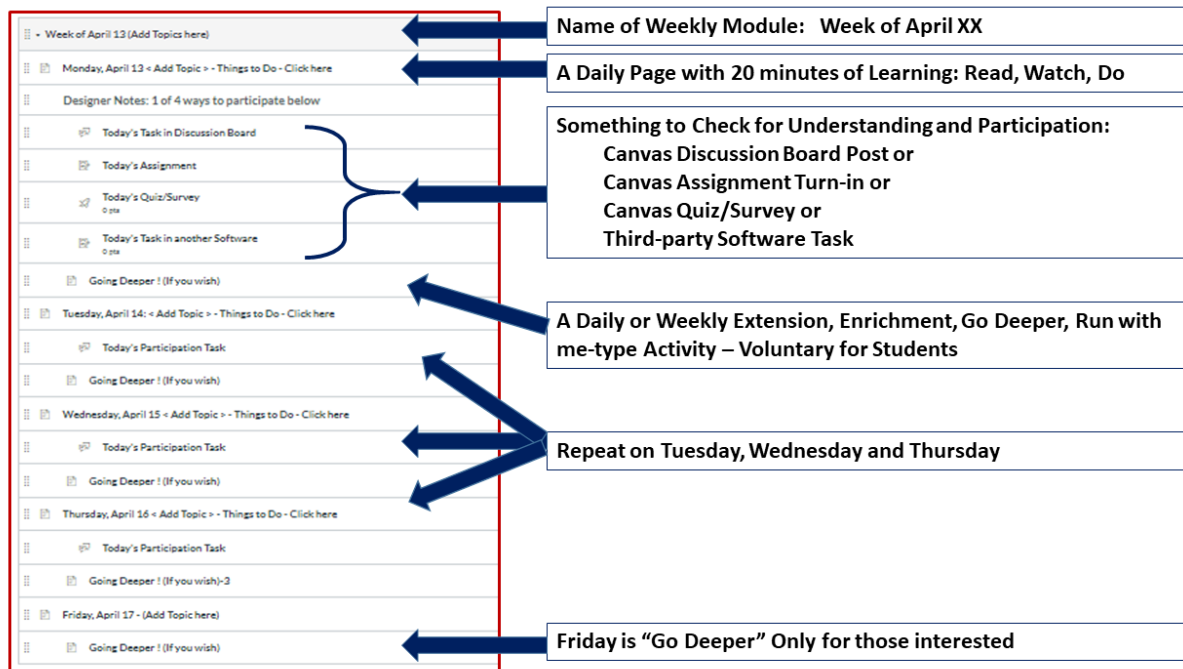 Week of April 13 (Add Topics here)
Monday, April 13 < Add Topic > - Things to Do - Click here
Designer Notes: 1 of 4 ways to participate below
Today's Task in Discussion Board
Today's Assignment
Today's Quiz/Survey
0 pts
Today's Task in another Software
0 pts
Going Deeper ! (If you wish)
Tuesday, April 14: < Add Topic > - Things to Do - Click here
Today's Participation Task
Going Deeper ! (If you wish)
Wednesday, April 15 < Add Topic > - Things to Do - Click here
Today's Participation Task
Going Deeper ! (If you wish)
Thursday, April 16 < Add Topic > - Things to Do - Click here
Today's Participation Task
Going Deeper ! (If you wish)-3
Friday, April 17 - (Add Topic here)
Going Deeper ! (If you wish)
Name of Weekly Module: Week of April XX
A Daily Page with 20 minutes of Learning: Read, Watch, Do
Something to Check for Understanding and Participation:
Canvas Discussion Board Post or
Canvas Assignment Turn-in or
Canvas Quiz/Survey or
Third-party Software Task
A Daily or Weekly Extension, Enrichment, Go Deeper, Run with
me-type Activity – Voluntary for Students
Repeat on Tuesday, Wednesday and Thursday
Friday is “Go Deeper” Only for those interested